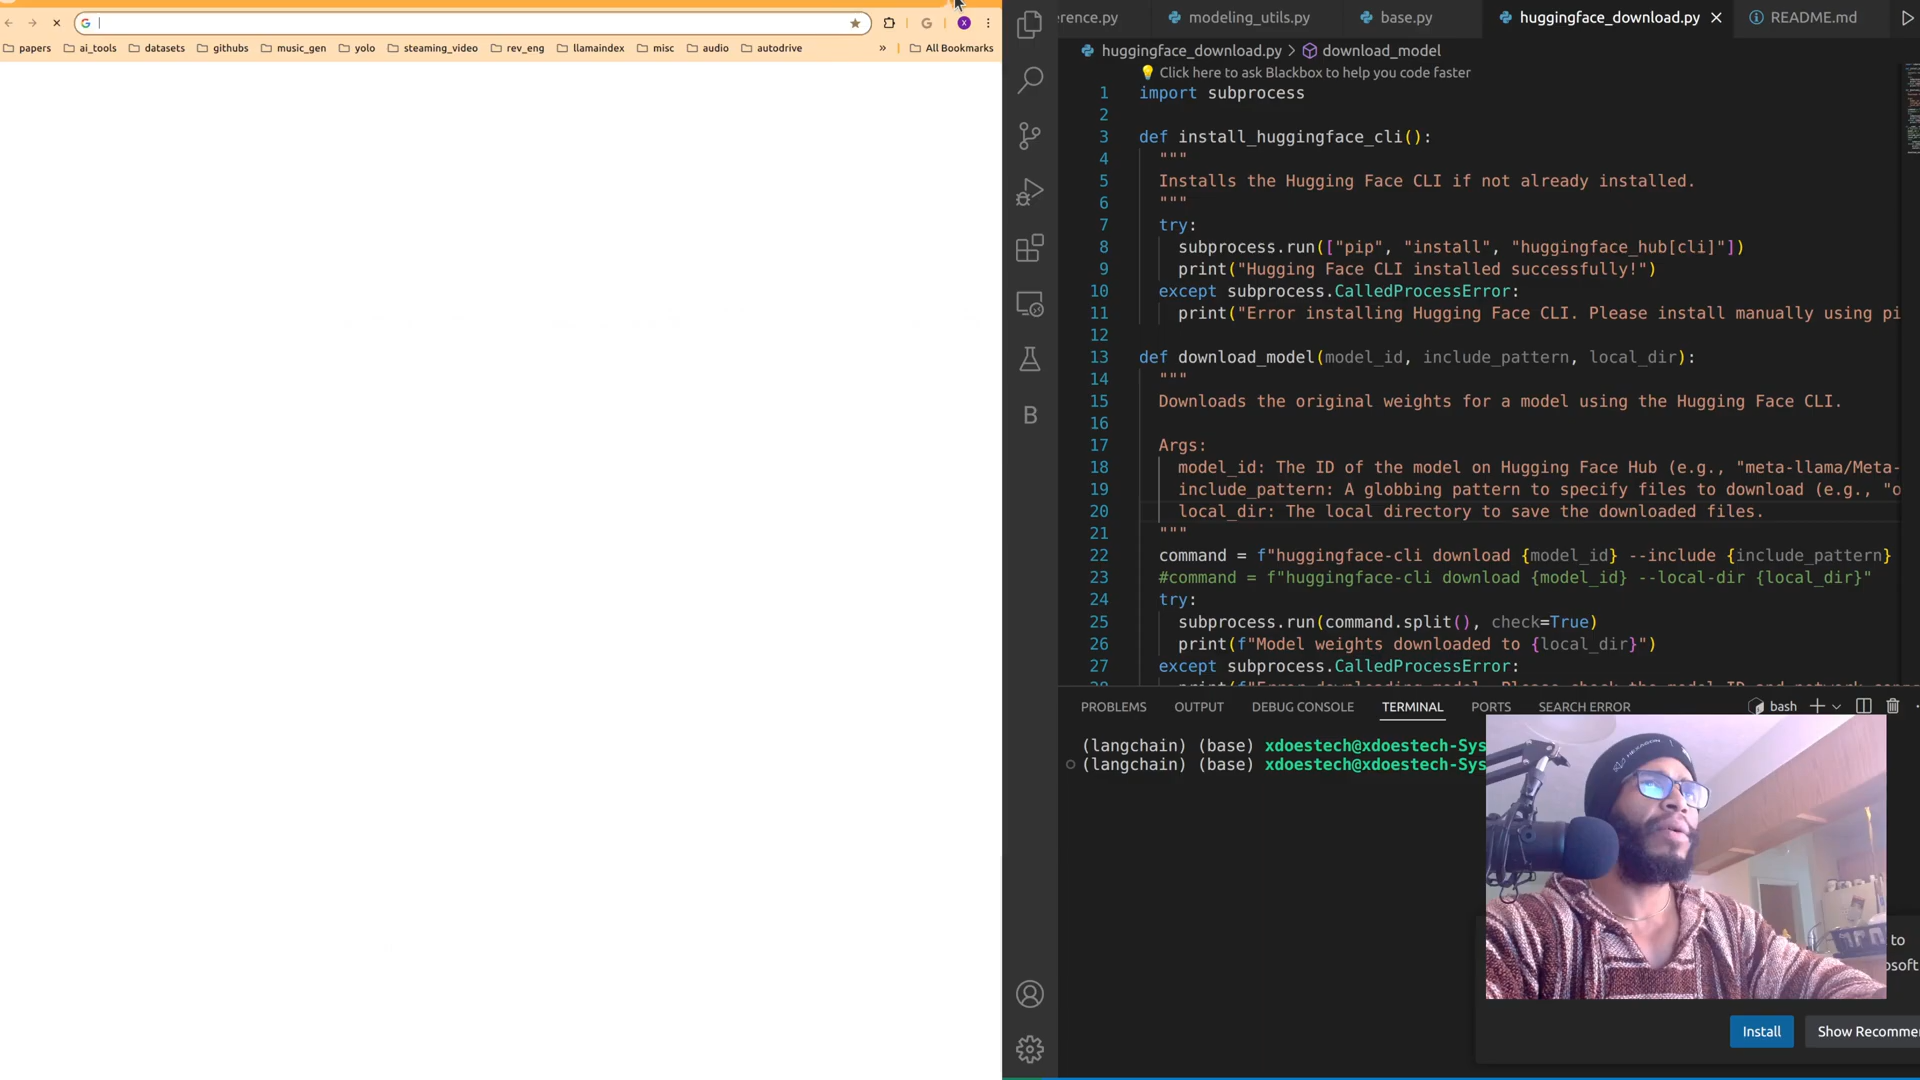 papers ai_tools datasets githubs music_gen yolo steaming_video rev_eng llamaindex misc audio autodrive » All Bookmarks
erence.py modeling_utils.py base.py huggingface_download.py README.md
huggingface_download.py > download_model
Click here to ask Blackbox to help you code faster
1 import subprocess
2
3 def install_huggingface_cli():
4 """
5 Installs the Hugging Face CLI if not already installed.
6 """
7 try:
8 subprocess.run(["pip", "install", "huggingface_hub[cli]"])
9 print("Hugging Face CLI installed successfully!")
10 except subprocess.CalledProcessError:
11 print("Error installing Hugging Face CLI. Please install manually using pi
12
13 def download_model(model_id, include_pattern, local_dir):
14 """
15 Downloads the original weights for a model using the Hugging Face CLI.
16
17 Args:
18 model_id: The ID of the model on Hugging Face Hub (e.g., "meta-llama/Meta-
19 include_pattern: A globbing pattern to specify files to download (e.g., "o
20 local_dir: The local directory to save the downloaded files.
21 """
22 command = f"huggingface-cli download {model_id} --include {include_pattern}
23 #command = f"huggingface-cli download {model_id} --local-dir {local_dir}"
24 try:
25 subprocess.run(command.split(), check=True)
26 print(f"Model weights downloaded to {local_dir}")
27 except subprocess.CalledProcessError:
PROBLEMS OUTPUT DEBUG CONSOLE TERMINAL PORTS SEARCH ERROR bash
(langchain) (base) xdoestech@xdoestech-Sys
(langchain) (base) xdoestech@xdoestech-Sys
to
osoft
Install Show Recomme